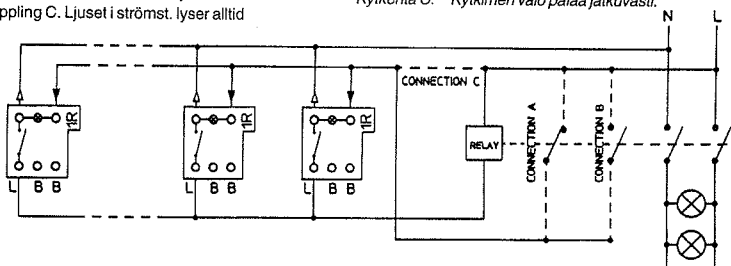 ppling C. Ljuset i strömst. lyser alltid
Kytkentä C. Kytkimen valo palaa jatkuvasti.
N L
CONNECTION C
1R
1R
1R
RELAY
CONNECTION A
CONNECTION B
L B B
L B B
L B B